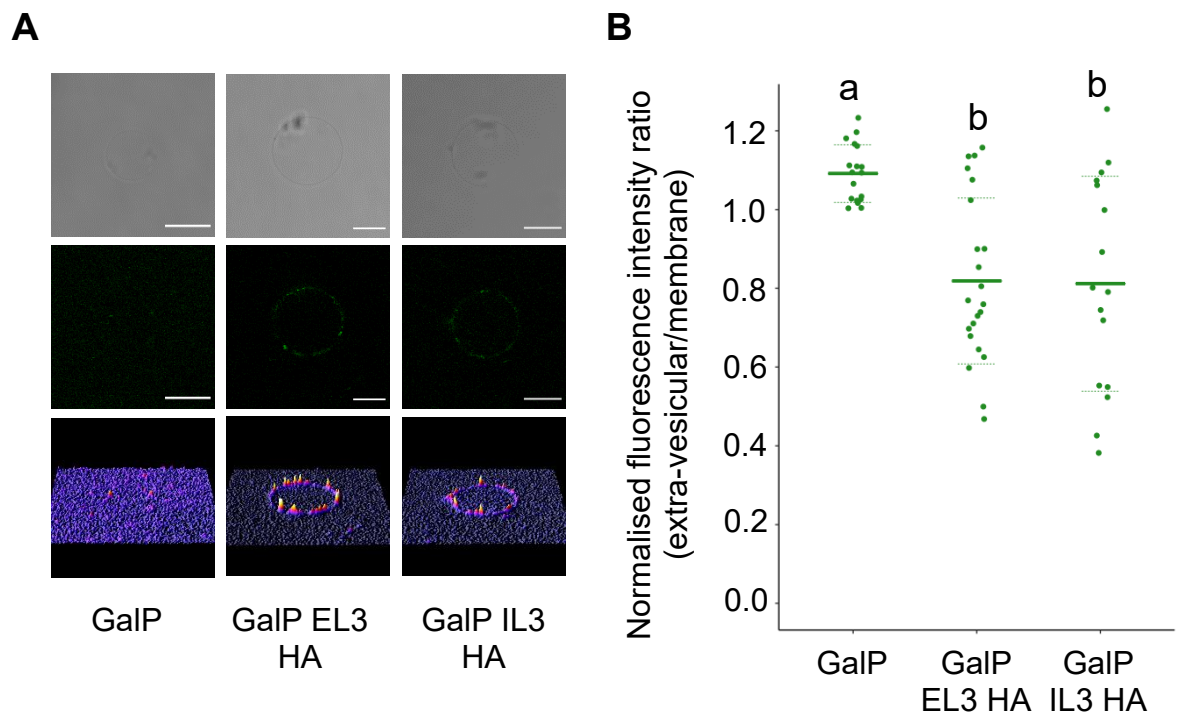 A
GalP
GalP EL3
HA
GalP IL3
HA
B
Normalised fluorescence intensity ratio
(extra-vesicular/membrane)
1.2
1.0
0.8
0.6
0.4
0.2
0.0
a
b
b
GalP
GalP
EL3 HA
GalP
IL3 HA